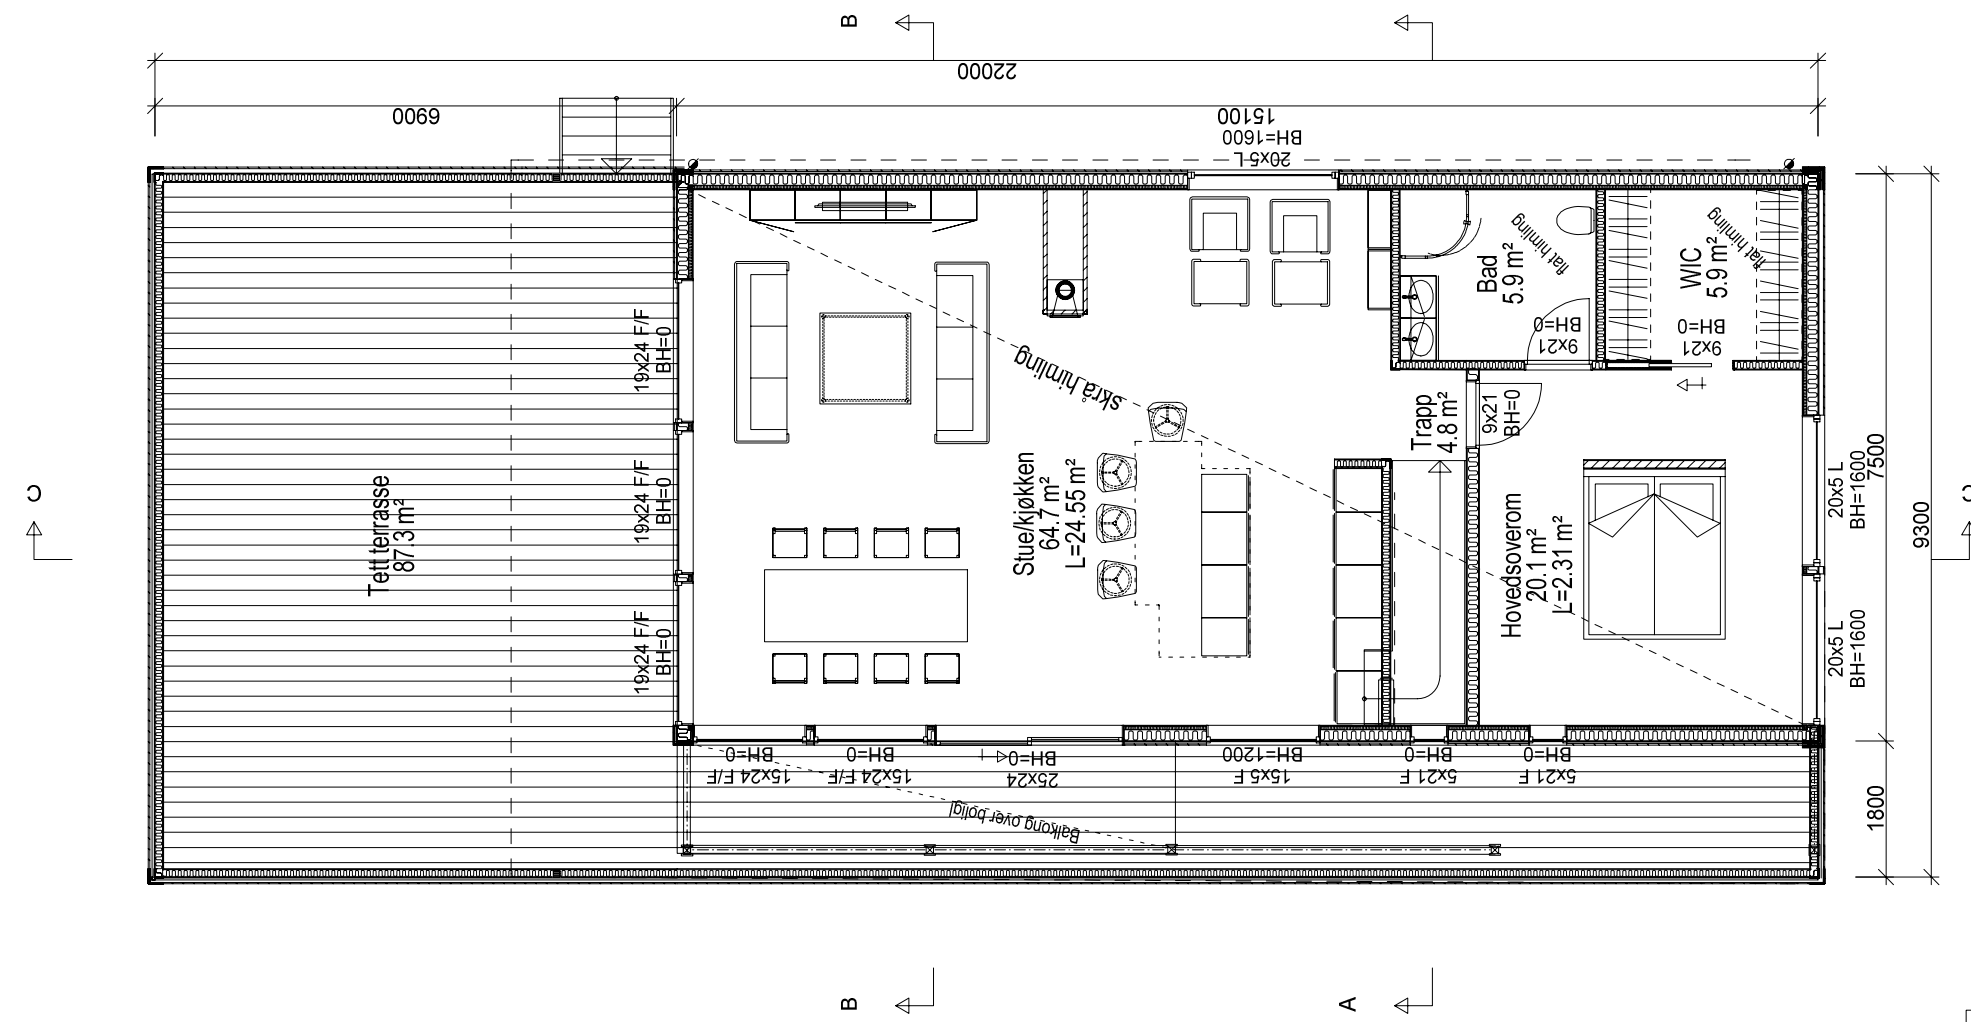 B
22000
6900
15100
BH=1600
20x5 L
flat himling
flat himling
Bad
5.9 m²
WIC
5.9 m²
BH=0
9x21
BH=0
9x21
19x24 F/F
BH=0
skrå himling
Trapp
4.8 m²
9x21
BH=0
C
C
Tett terrasse
87.3 m²
19x24 F/F
BH=0
Stue/kjøkken
64.7 m²
L=24.55 m²
Hovedsoverom
20.1 m²
L=2.31 m²
20x5 L
BH=1600
7500
9300
19x24 F/F
BH=0
20x5 L
BH=1600
BH=0
15x24 F/F
BH=0
15x24 F/F
BH=0
25x24
BH=1200
15x5 F
BH=0
5x21 F
BH=0
5x21 F
Balkong over bolig!
1800
B
A